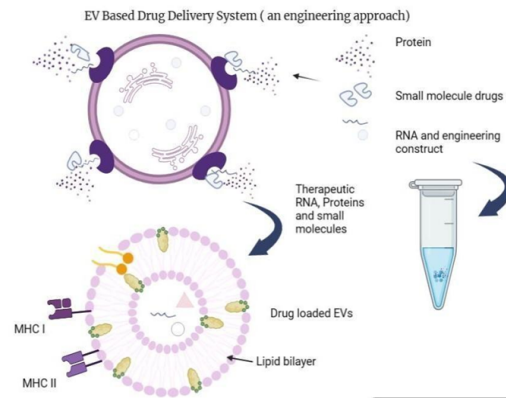 EV Based Drug Delivery System ( an engineering approach)
Protein
Small molecule drugs
RNA and engineering
construct
Therapeutic
RNA, Proteins
and small
molecules
Drug loaded EVs
MHC I
Lipid bilayer
MHC II